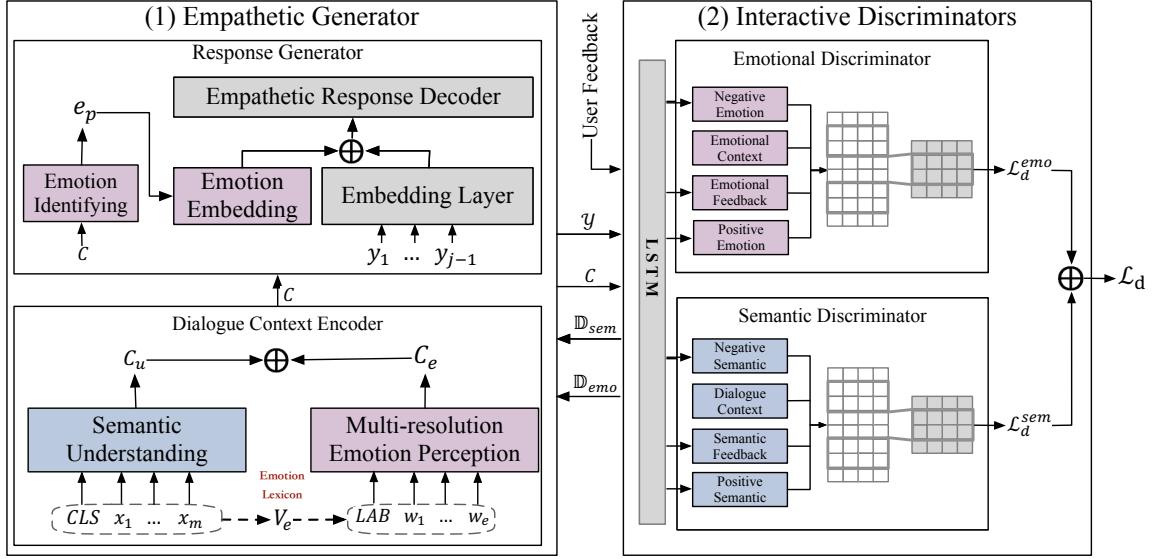 (1) Empathetic Generator
Response Generator
Empathetic Response Decoder
e_p
Emotion
Identifying
Emotion
Embedding
Embedding Layer
C
y_1 ... y_{j-1}
C
Dialogue Context Encoder
C_u
C_e
Semantic
Understanding
Multi-resolution
Emotion Perception
Emotion
Lexicon
CLS x_1 ... x_m
V_e
LAB w_1 ... w_e
User Feedback
𝒴
C
𝔻_sem
𝔻_emo
(2) Interactive Discriminators
LSTM
Emotional Discriminator
Negative
Emotion
Emotional
Context
Emotional
Feedback
Positive
Emotion
ℒ_d^emo
Semantic Discriminator
Negative
Semantic
Dialogue
Context
Semantic
Feedback
Positive
Semantic
ℒ_d^sem
ℒ_d